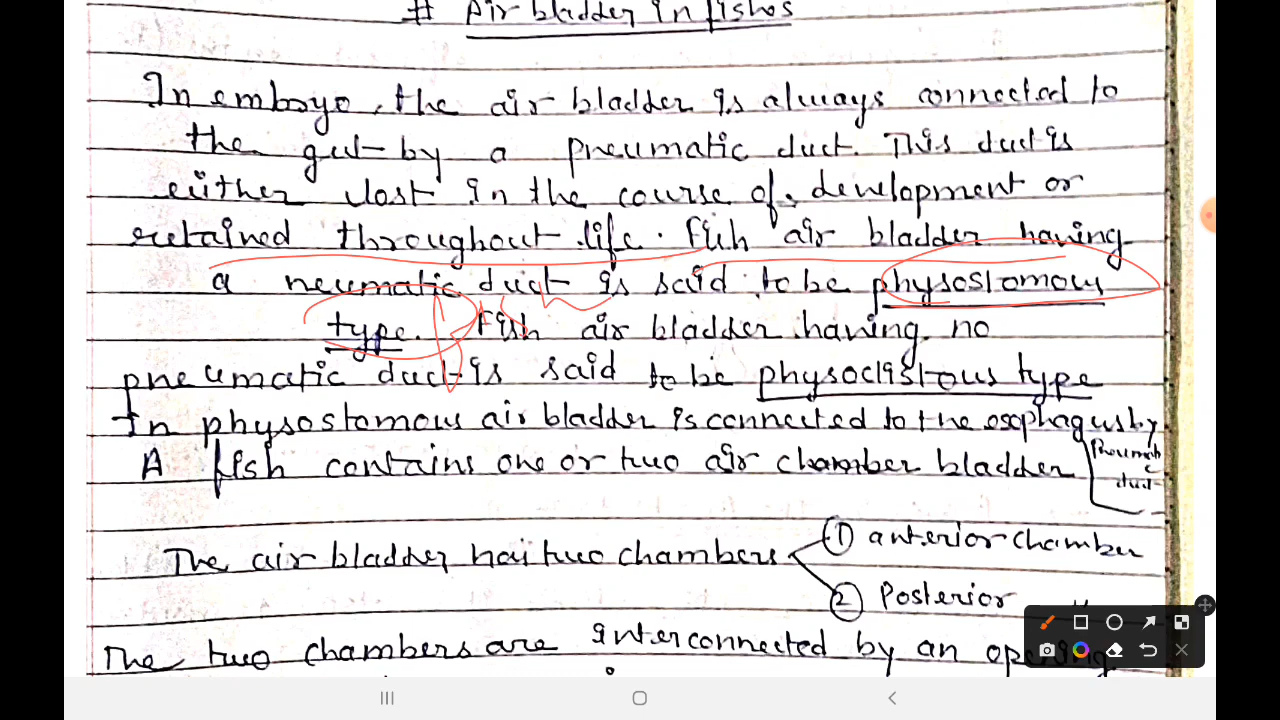 # Air bladder in fishes
In embryo, the air bladder is always connected to
the gut by a pneumatic duct. This duct is
either lost in the course of development or
retained throughout life. Fish air bladder having
a neumatic duct is said to be physostomous
type. Fish air bladder having no
pneumatic duct is said to be physoclistous type
In physostomous air bladder is connected to the esophagus by
Pneumatic
duct
A fish contains one or two air chamber bladder
The air bladder has two chambers
① anterior chamber
② Posterior "
The two chambers are interconnected by an opening